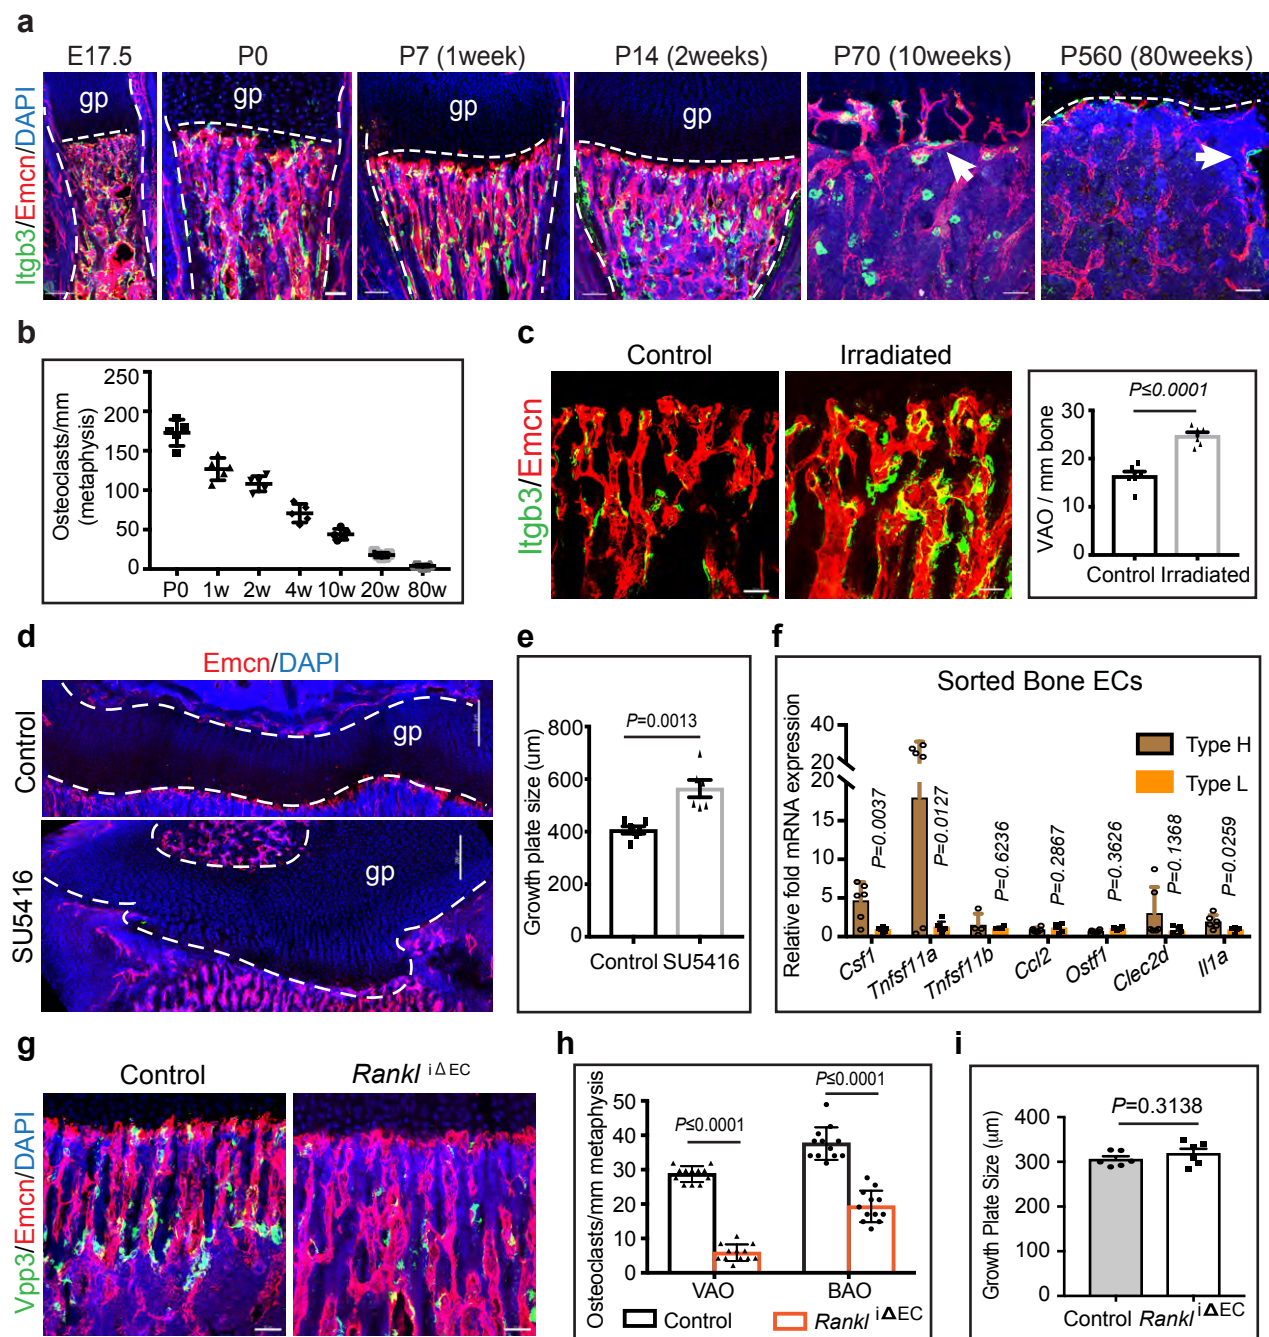 a
E17.5 P0 P7 (1week) P14 (2weeks) P70 (10weeks) P560 (80weeks)
Itgb3/Emcn/DAPI
gp gp gp gp
b
Osteoclasts/mm
(metaphysis)
250
200
150
100
50
0
P0 1w 2w 4w 10w 20w 80w
c
Control Irradiated
Itgb3/Emcn
P≤0.0001
VAO / mm bone
30
20
10
0
Control Irradiated
d
Emcn/DAPI
Control
gp
SU5416
gp
e
Growth plate size (um)
P=0.0013
800
600
400
200
0
Control SU5416
f
Sorted Bone ECs
Relative fold mRNA expression
40
20
20
15
10
5
0
Type H
Type L
P=0.0037
P=0.0127
P=0.6236
P=0.2867
P=0.3626
P=0.1368
P=0.0259
Csf1 Tnfsf11a Tnfsf11b Ccl2 Ostf1 Clec2d Il1a
g
Control Rankl iΔEC
Vpp3/Emcn/DAPI
h
Osteoclasts/mm metaphysis
P≤0.0001
P≤0.0001
50
40
30
20
10
0
VAO BAO
Control Rankl iΔEC
i
Growth Plate Size (μm)
P=0.3138
400
300
200
100
0
Control Rankl iΔEC